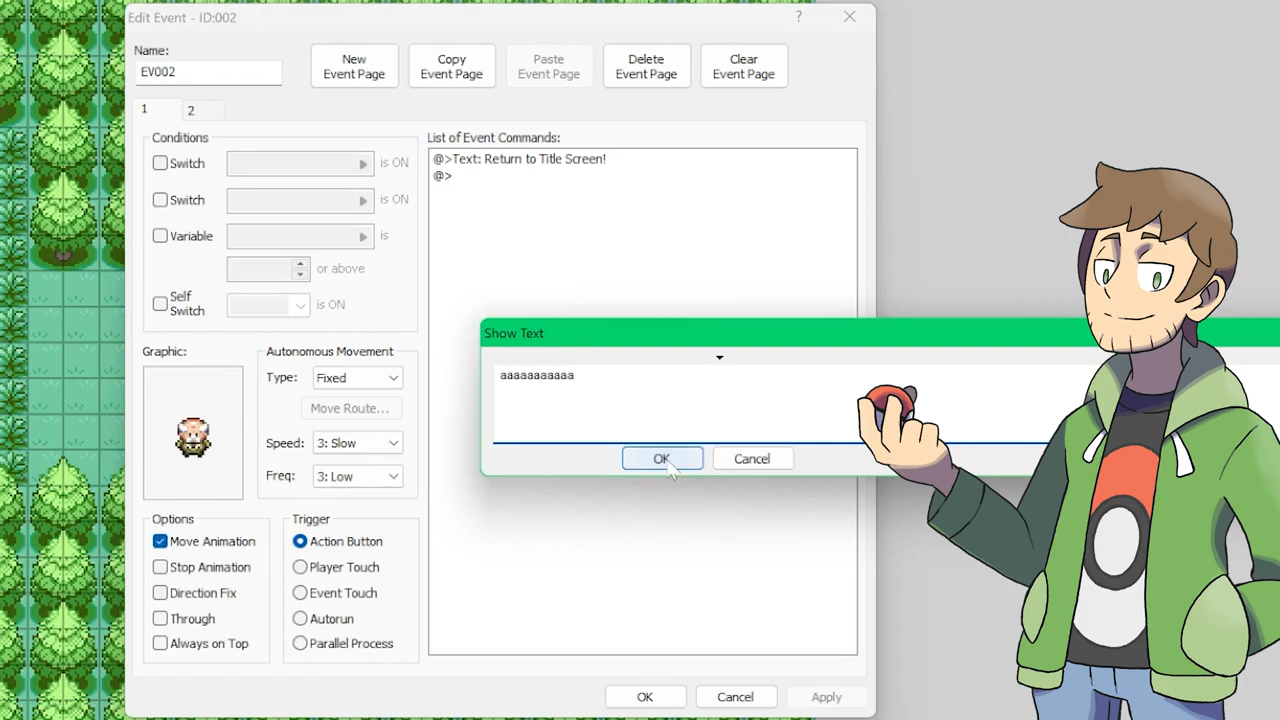 Edit Event - ID:002
?
Name:
EV002
New Event Page
Copy Event Page
Paste Event Page
Delete Event Page
Clear Event Page
1
2
Conditions
Switch
is ON
Switch
is ON
Variable
is
or above
Self Switch
is ON
List of Event Commands:
@>Text: Return to Title Screen!
@>
Show Text
aaaaaaaaaaa
OK
Cancel
Graphic:
Autonomous Movement
Type:
Fixed
Move Route...
Speed:
3: Slow
Freq:
3: Low
Options
Move Animation
Stop Animation
Direction Fix
Through
Always on Top
Trigger
Action Button
Player Touch
Event Touch
Autorun
Parallel Process
OK
Cancel
Apply